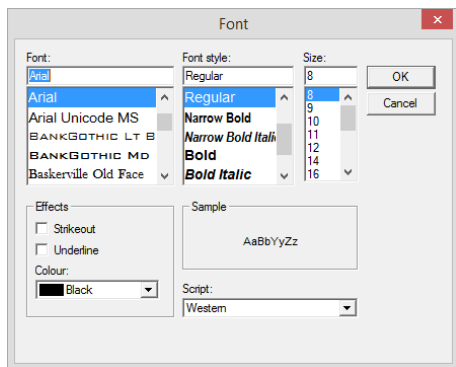 Font
Font:
Font style:
Size:
Arial
Regular
8
OK
Cancel
Arial
Arial Unicode MS
BankGothic Lt B
BankGothic Md
Baskerville Old Face
Regular
Narrow Bold
Narrow Bold Itali
Bold
Bold Italic
8
9
10
11
12
14
16
Effects
Strikeout
Underline
Colour:
Black
Sample
AaBbYyZz
Script:
Western